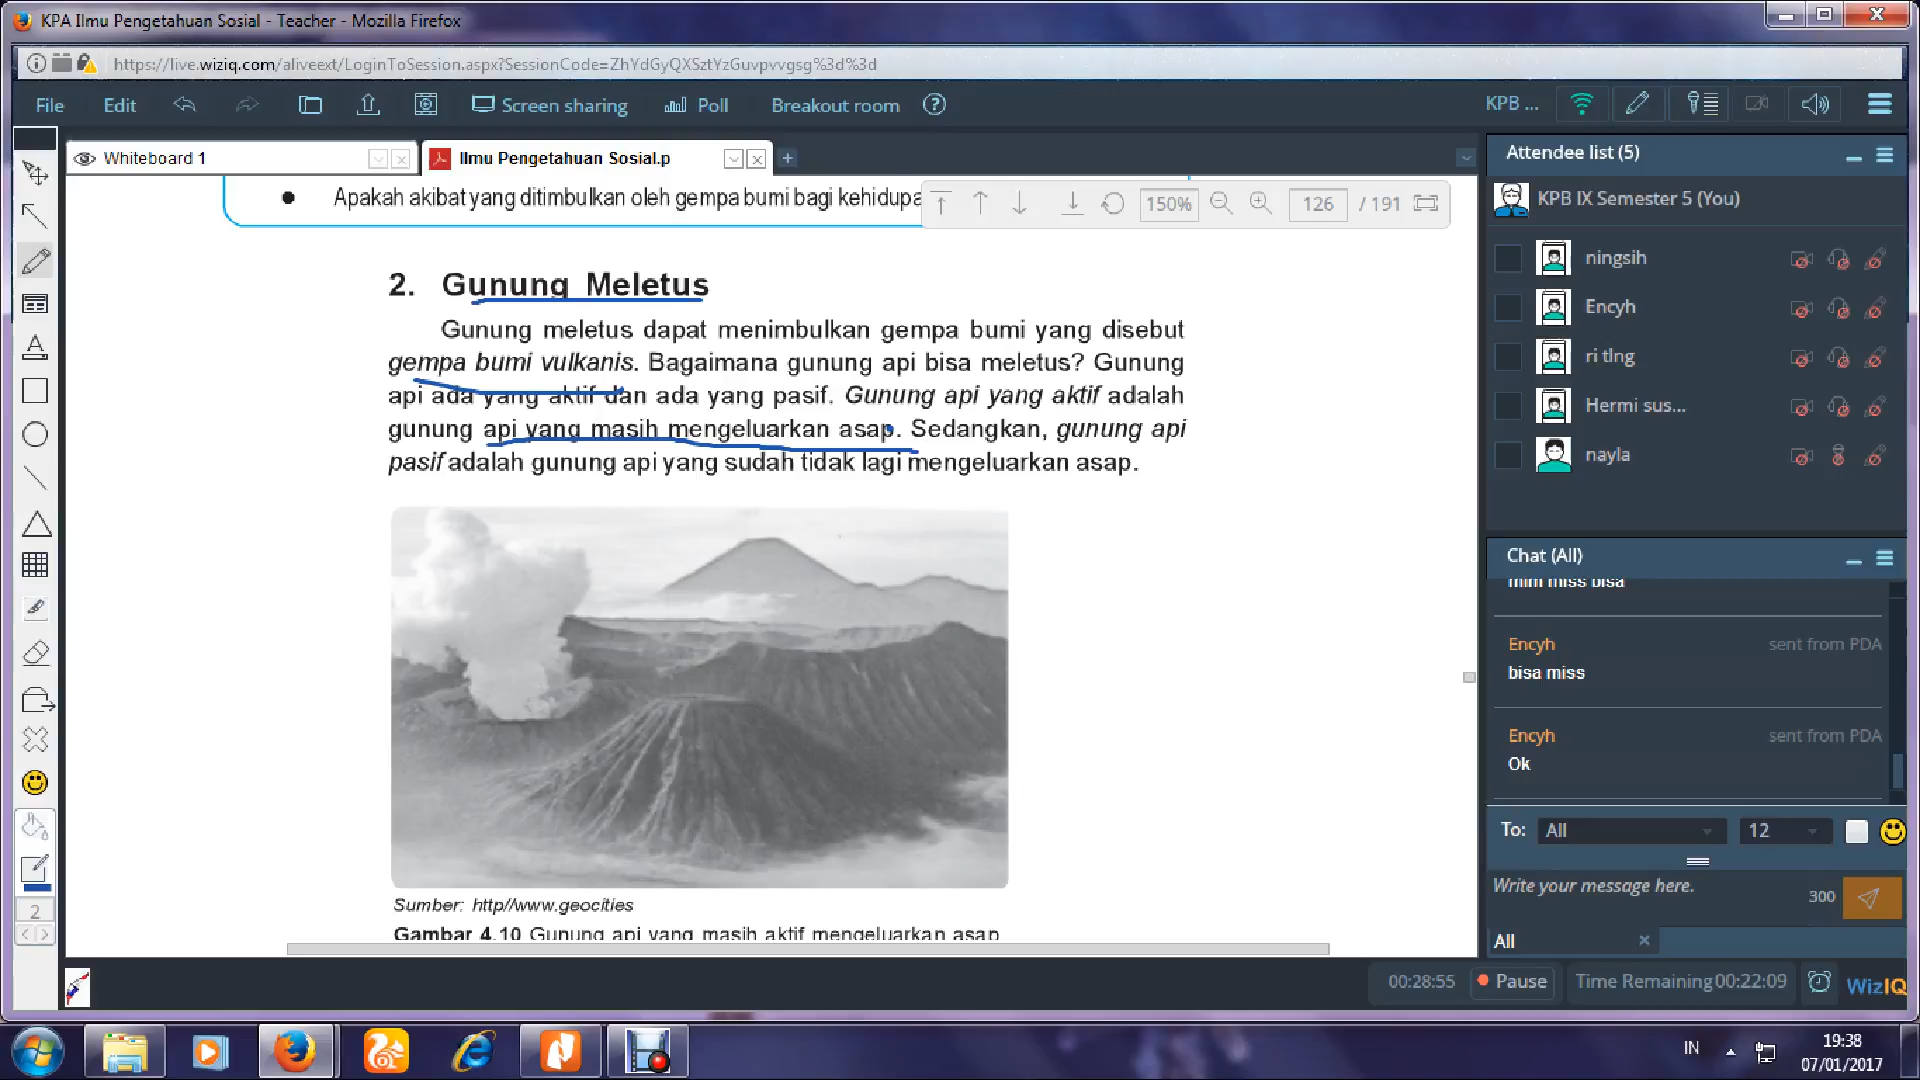 KPA Ilmu Pengetahuan Sosial - Teacher - Mozilla Firefox
https://live.wiziq.com/aliveext/LoginToSession.aspx?SessionCode=ZhYdGyQXSztYzGuvpvvgsg%3d%3d
File Edit Screen sharing Poll Breakout room KPB ...
Whiteboard 1
Ilmu Pengetahuan Sosial.p
Attendee list (5)
Apakah akibat yang ditimbulkan oleh gempa bumi bagi kehidupa
150% 126 / 191
2. Gunung Meletus
Gunung meletus dapat menimbulkan gempa bumi yang disebut
gempa bumi vulkanis. Bagaimana gunung api bisa meletus? Gunung
api ada yang aktif dan ada yang pasif. Gunung api yang aktif adalah
gunung api yang masih mengeluarkan asap. Sedangkan, gunung api
pasif adalah gunung api yang sudah tidak lagi mengeluarkan asap.
Sumber: http//www.geocities
Gambar 4.10 Gunung api yang masih aktif mengeluarkan asap
KPB IX Semester 5 (You)
ningsih
Encyh
ri tlng
Hermi sus...
nayla
Chat (All)
mim miss bisa
Encyh sent from PDA
bisa miss
Encyh sent from PDA
Ok
To: All 12
Write your message here. 300
All
2
00:28:55 Pause Time Remaining 00:22:09 WizIQ
IN
19:38
07/01/2017